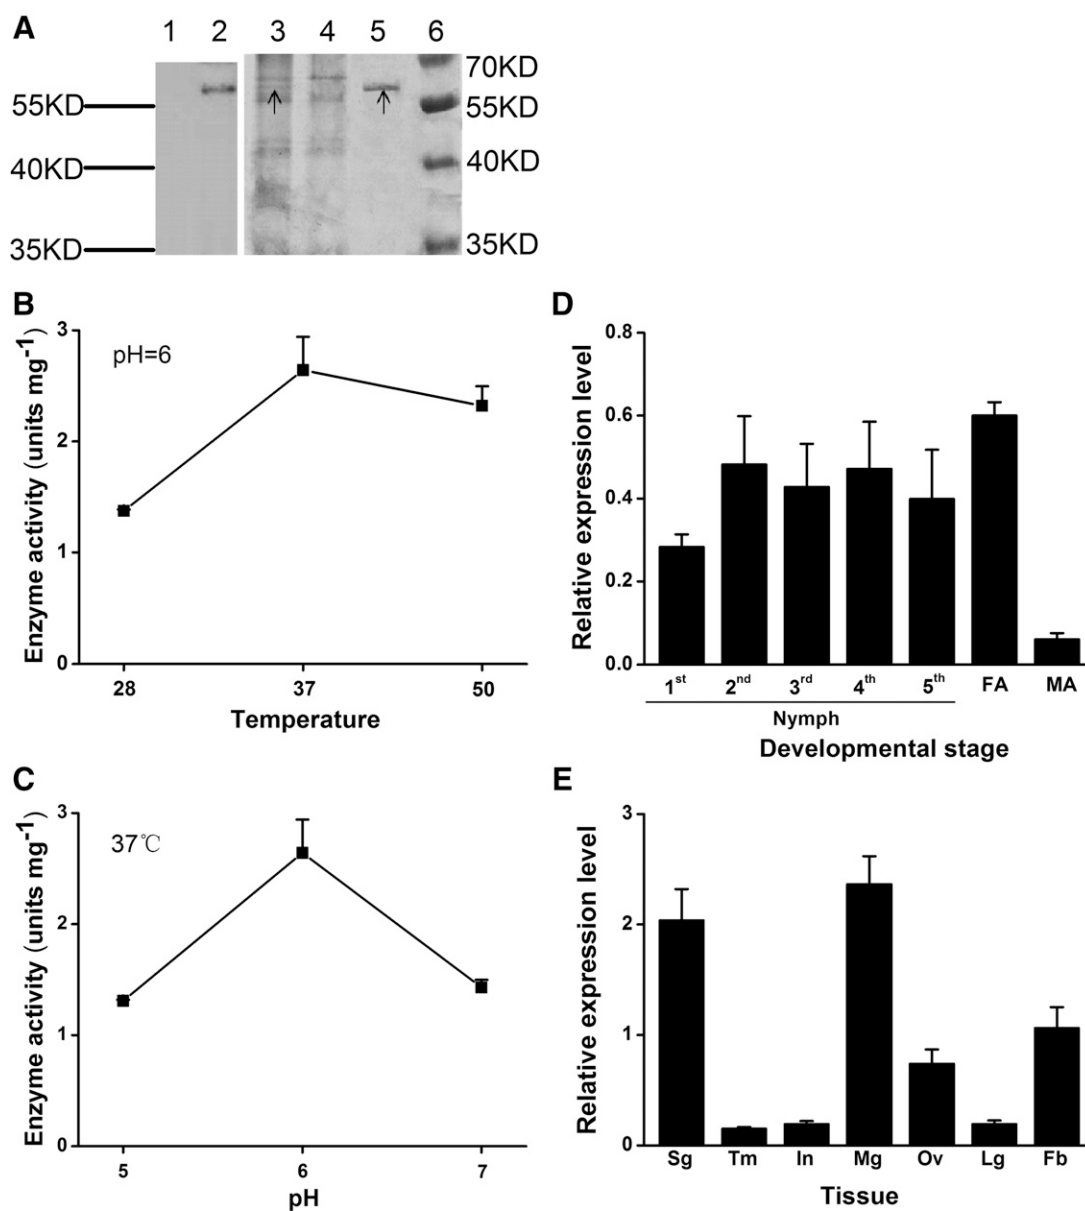 A
1 2 3 4 5 6
70KD
55KD
55KD
40KD
40KD
35KD
35KD
B
Enzyme activity (units mg⁻¹)
3
2
1
0
pH=6
28 37 50
Temperature
C
Enzyme activity (units mg⁻¹)
3
2
1
0
37℃
5 6 7
pH
D
Relative expression level
0.8
0.6
0.4
0.2
0.0
1ˢᵗ 2ⁿᵈ 3ʳᵈ 4ᵗʰ 5ᵗʰ FA MA
Nymph
Developmental stage
E
Relative expression level
3
2
1
0
Sg Tm In Mg Ov Lg Fb
Tissue